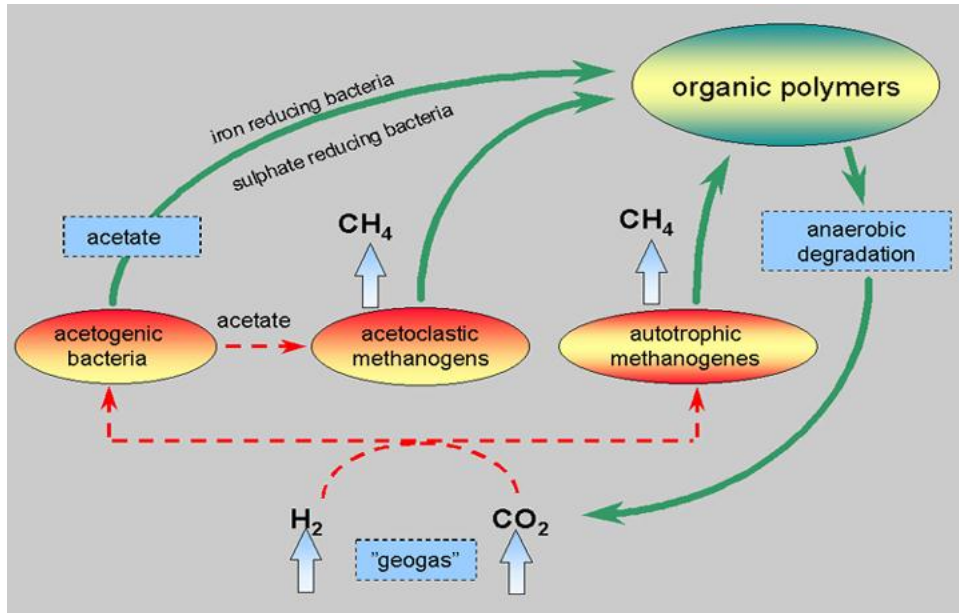 organic polymers
iron reducing bacteria
sulphate reducing bacteria
acetate
CH₄
CH₄
anaerobic
degradation
acetogenic
bacteria
acetate
acetoclastic
methanogens
autotrophic
methanogenes
H₂
CO₂
"geogas"